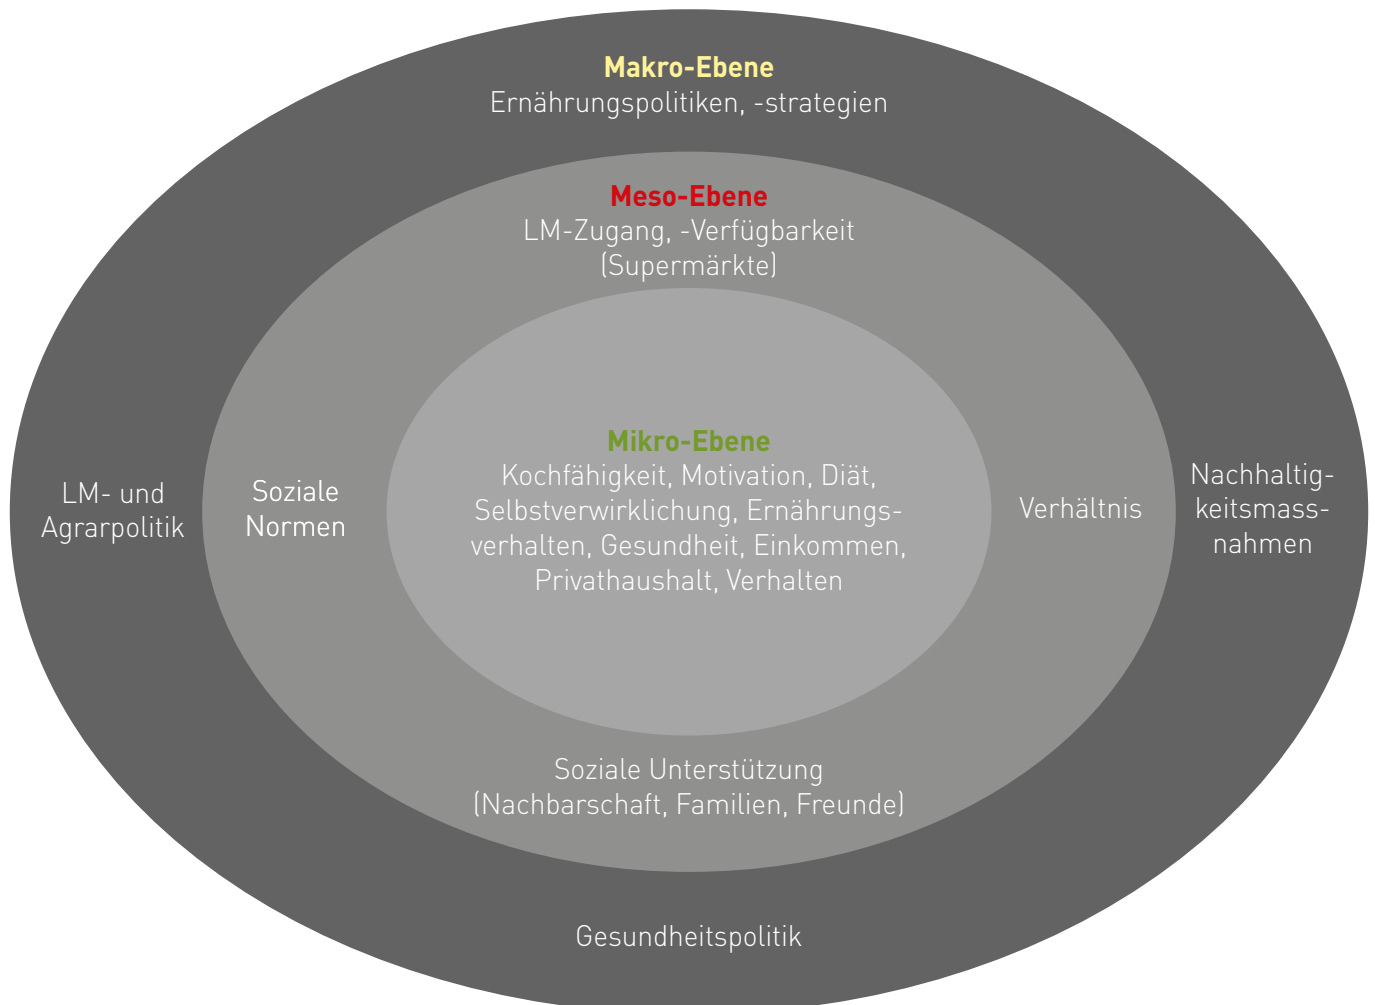 Makro-Ebene
Ernährungspolitiken, -strategien
Meso-Ebene
LM-Zugang, -Verfügbarkeit
(Supermärkte)
Mikro-Ebene
Kochfähigkeit, Motivation, Diät,
Selbstverwirklichung, Ernährungs-
verhalten, Gesundheit, Einkommen,
Privathaushalt, Verhalten
LM- und
Agrarpolitik
Soziale
Normen
Verhältnis
Nachhaltig-
keitsmass-
nahmen
Soziale Unterstützung
(Nachbarschaft, Familien, Freunde)
Gesundheitspolitik